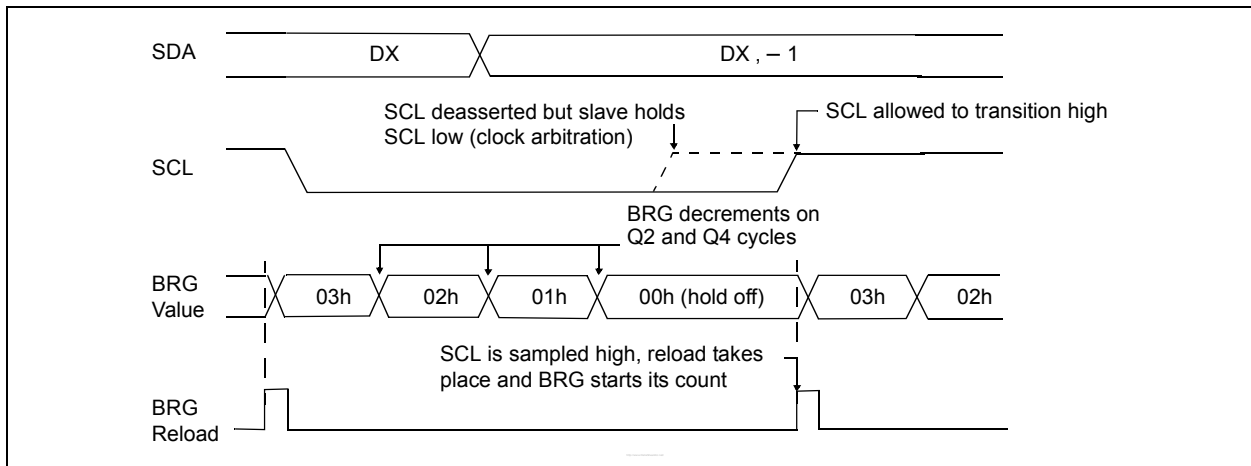 SDA
DX
DX , – 1
SCL deasserted but slave holds
SCL low (clock arbitration)
SCL allowed to transition high
SCL
BRG decrements on
Q2 and Q4 cycles
BRG
Value
03h
02h
01h
00h (hold off)
03h
02h
SCL is sampled high, reload takes
place and BRG starts its count
BRG
Reload